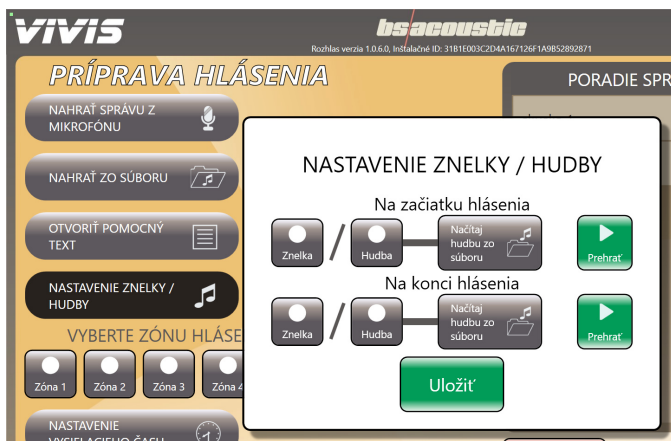 VIVIS
bsacoustic
Rozhlas verzia 1.0.6.0, Inštalačné ID: 31B1E003C2D4A167126F1A9B52892871
PRÍPRAVA HLÁSENIA
PORADIE SPR
NAHRAŤ SPRÁVU Z
MIKROFÓNU
NAHRAŤ ZO SÚBORU
OTVORIŤ POMOCNÝ
TEXT
NASTAVENIE ZNELKY /
HUDBY
VYBERTE ZÓNU HLÁSE
Zóna 1
Zóna 2
Zóna 3
Zóna 4
NASTAVENIE
VYSIELACIEHO ČASU
NASTAVENIE ZNELKY / HUDBY
Na začiatku hlásenia
Znelka
/
Hudba
Načítaj
hudbu zo
súboru
Prehrať
Na konci hlásenia
Znelka
/
Hudba
Načítaj
hudbu zo
súboru
Prehrať
Uložiť